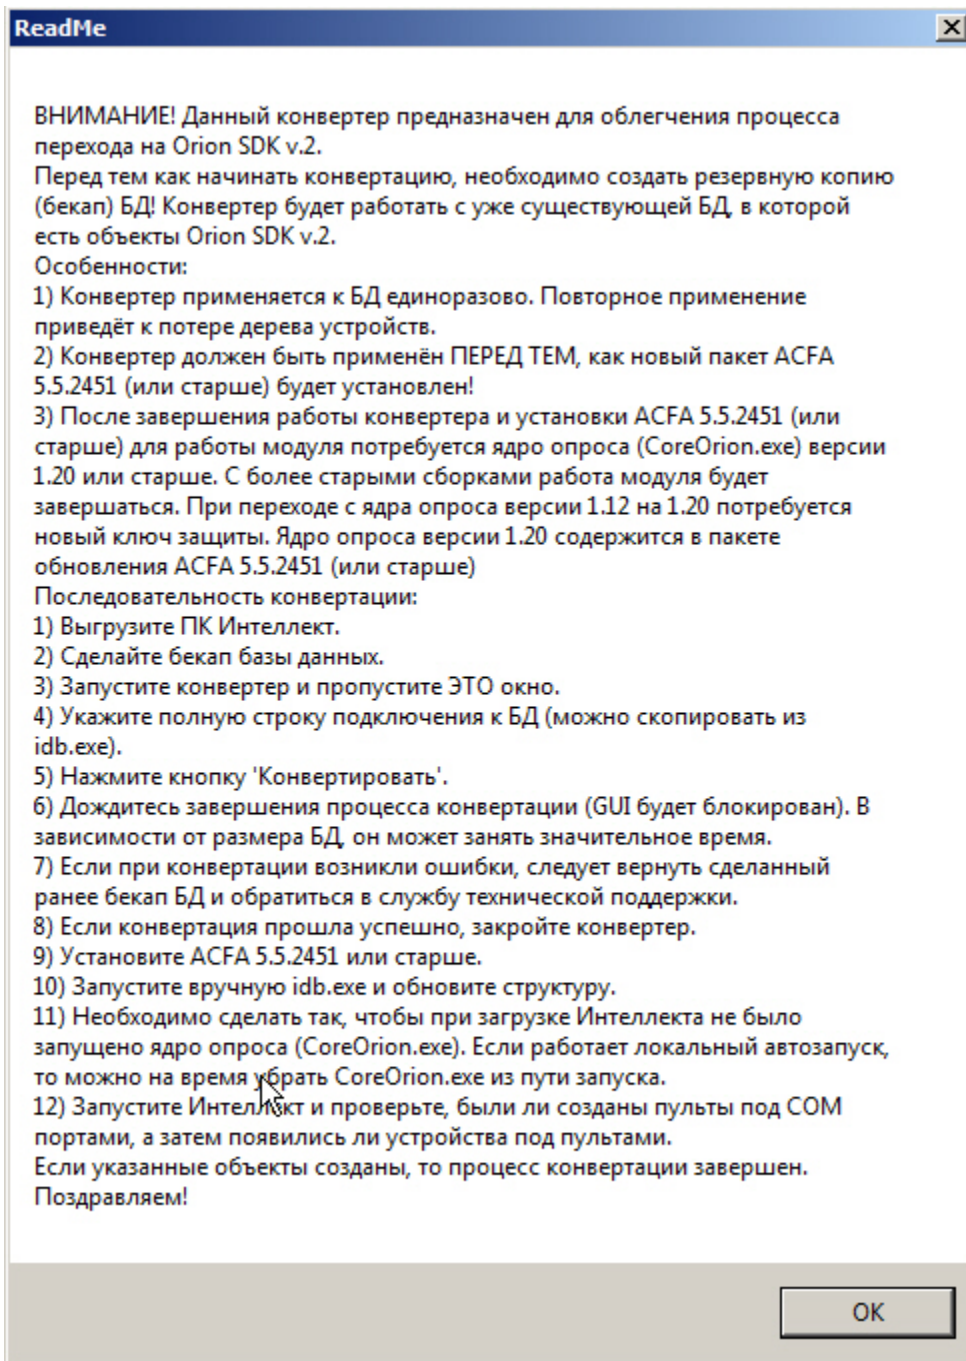 ReadMe
ВНИМАНИЕ! Данный конвертер предназначен для облегчения процесса
перехода на Orion SDK v.2.
Перед тем как начинать конвертацию, необходимо создать резервную копию
(бекап) БД! Конвертер будет работать с уже существующей БД, в которой
есть объекты Orion SDK v.2.
Особенности:
1) Конвертер применяется к БД единоразово. Повторное применение
приведёт к потере дерева устройств.
2) Конвертер должен быть применён ПЕРЕД ТЕМ, как новый пакет ACFA
5.5.2451 (или старше) будет установлен!
3) После завершения работы конвертера и установки ACFA 5.5.2451 (или
старше) для работы модуля потребуется ядро опроса (CoreOrion.exe) версии
1.20 или старше. С более старыми сборками работа модуля будет
завершаться. При переходе с ядра опроса версии 1.12 на 1.20 потребуется
новый ключ защиты. Ядро опроса версии 1.20 содержится в пакете
обновления ACFA 5.5.2451 (или старше)
Последовательность конвертации:
1) Выгрузите ПК Интеллект.
2) Сделайте бекап базы данных.
3) Запустите конвертер и пропустите ЭТО окно.
4) Укажите полную строку подключения к БД (можно скопировать из
idb.exe).
5) Нажмите кнопку 'Конвертировать'.
6) Дождитесь завершения процесса конвертации (GUI будет блокирован). В
зависимости от размера БД, он может занять значительное время.
7) Если при конвертации возникли ошибки, следует вернуть сделанный
ранее бекап БД и обратиться в службу технической поддержки.
8) Если конвертация прошла успешно, закройте конвертер.
9) Установите ACFA 5.5.2451 или старше.
10) Запустите вручную idb.exe и обновите структуру.
11) Необходимо сделать так, чтобы при загрузке Интеллекта не было
запущено ядро опроса (CoreOrion.exe). Если работает локальный автозапуск,
то можно на время убрать CoreOrion.exe из пути запуска.
12) Запустите Интеллект и проверьте, были ли созданы пульты под COM
портами, а затем появились ли устройства под пультами.
Если указанные объекты созданы, то процесс конвертации завершен.
Поздравляем!
OK